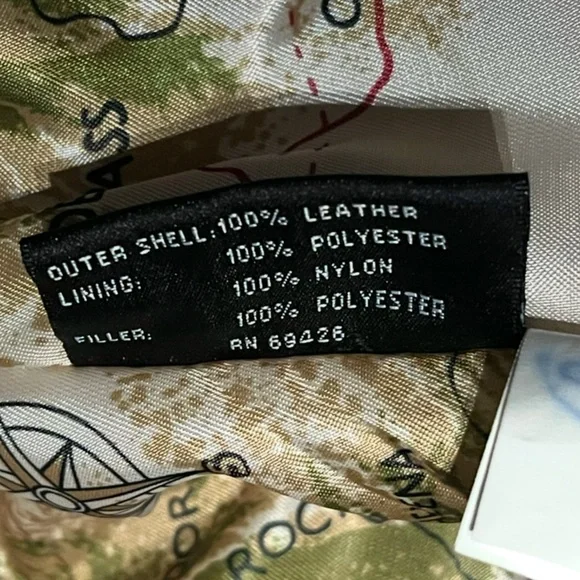 OUTER SHELL: 100% LEATHER
LINING: 100% POLYESTER
100% NYLON
FILLER: 100% POLYESTER
RN 69426